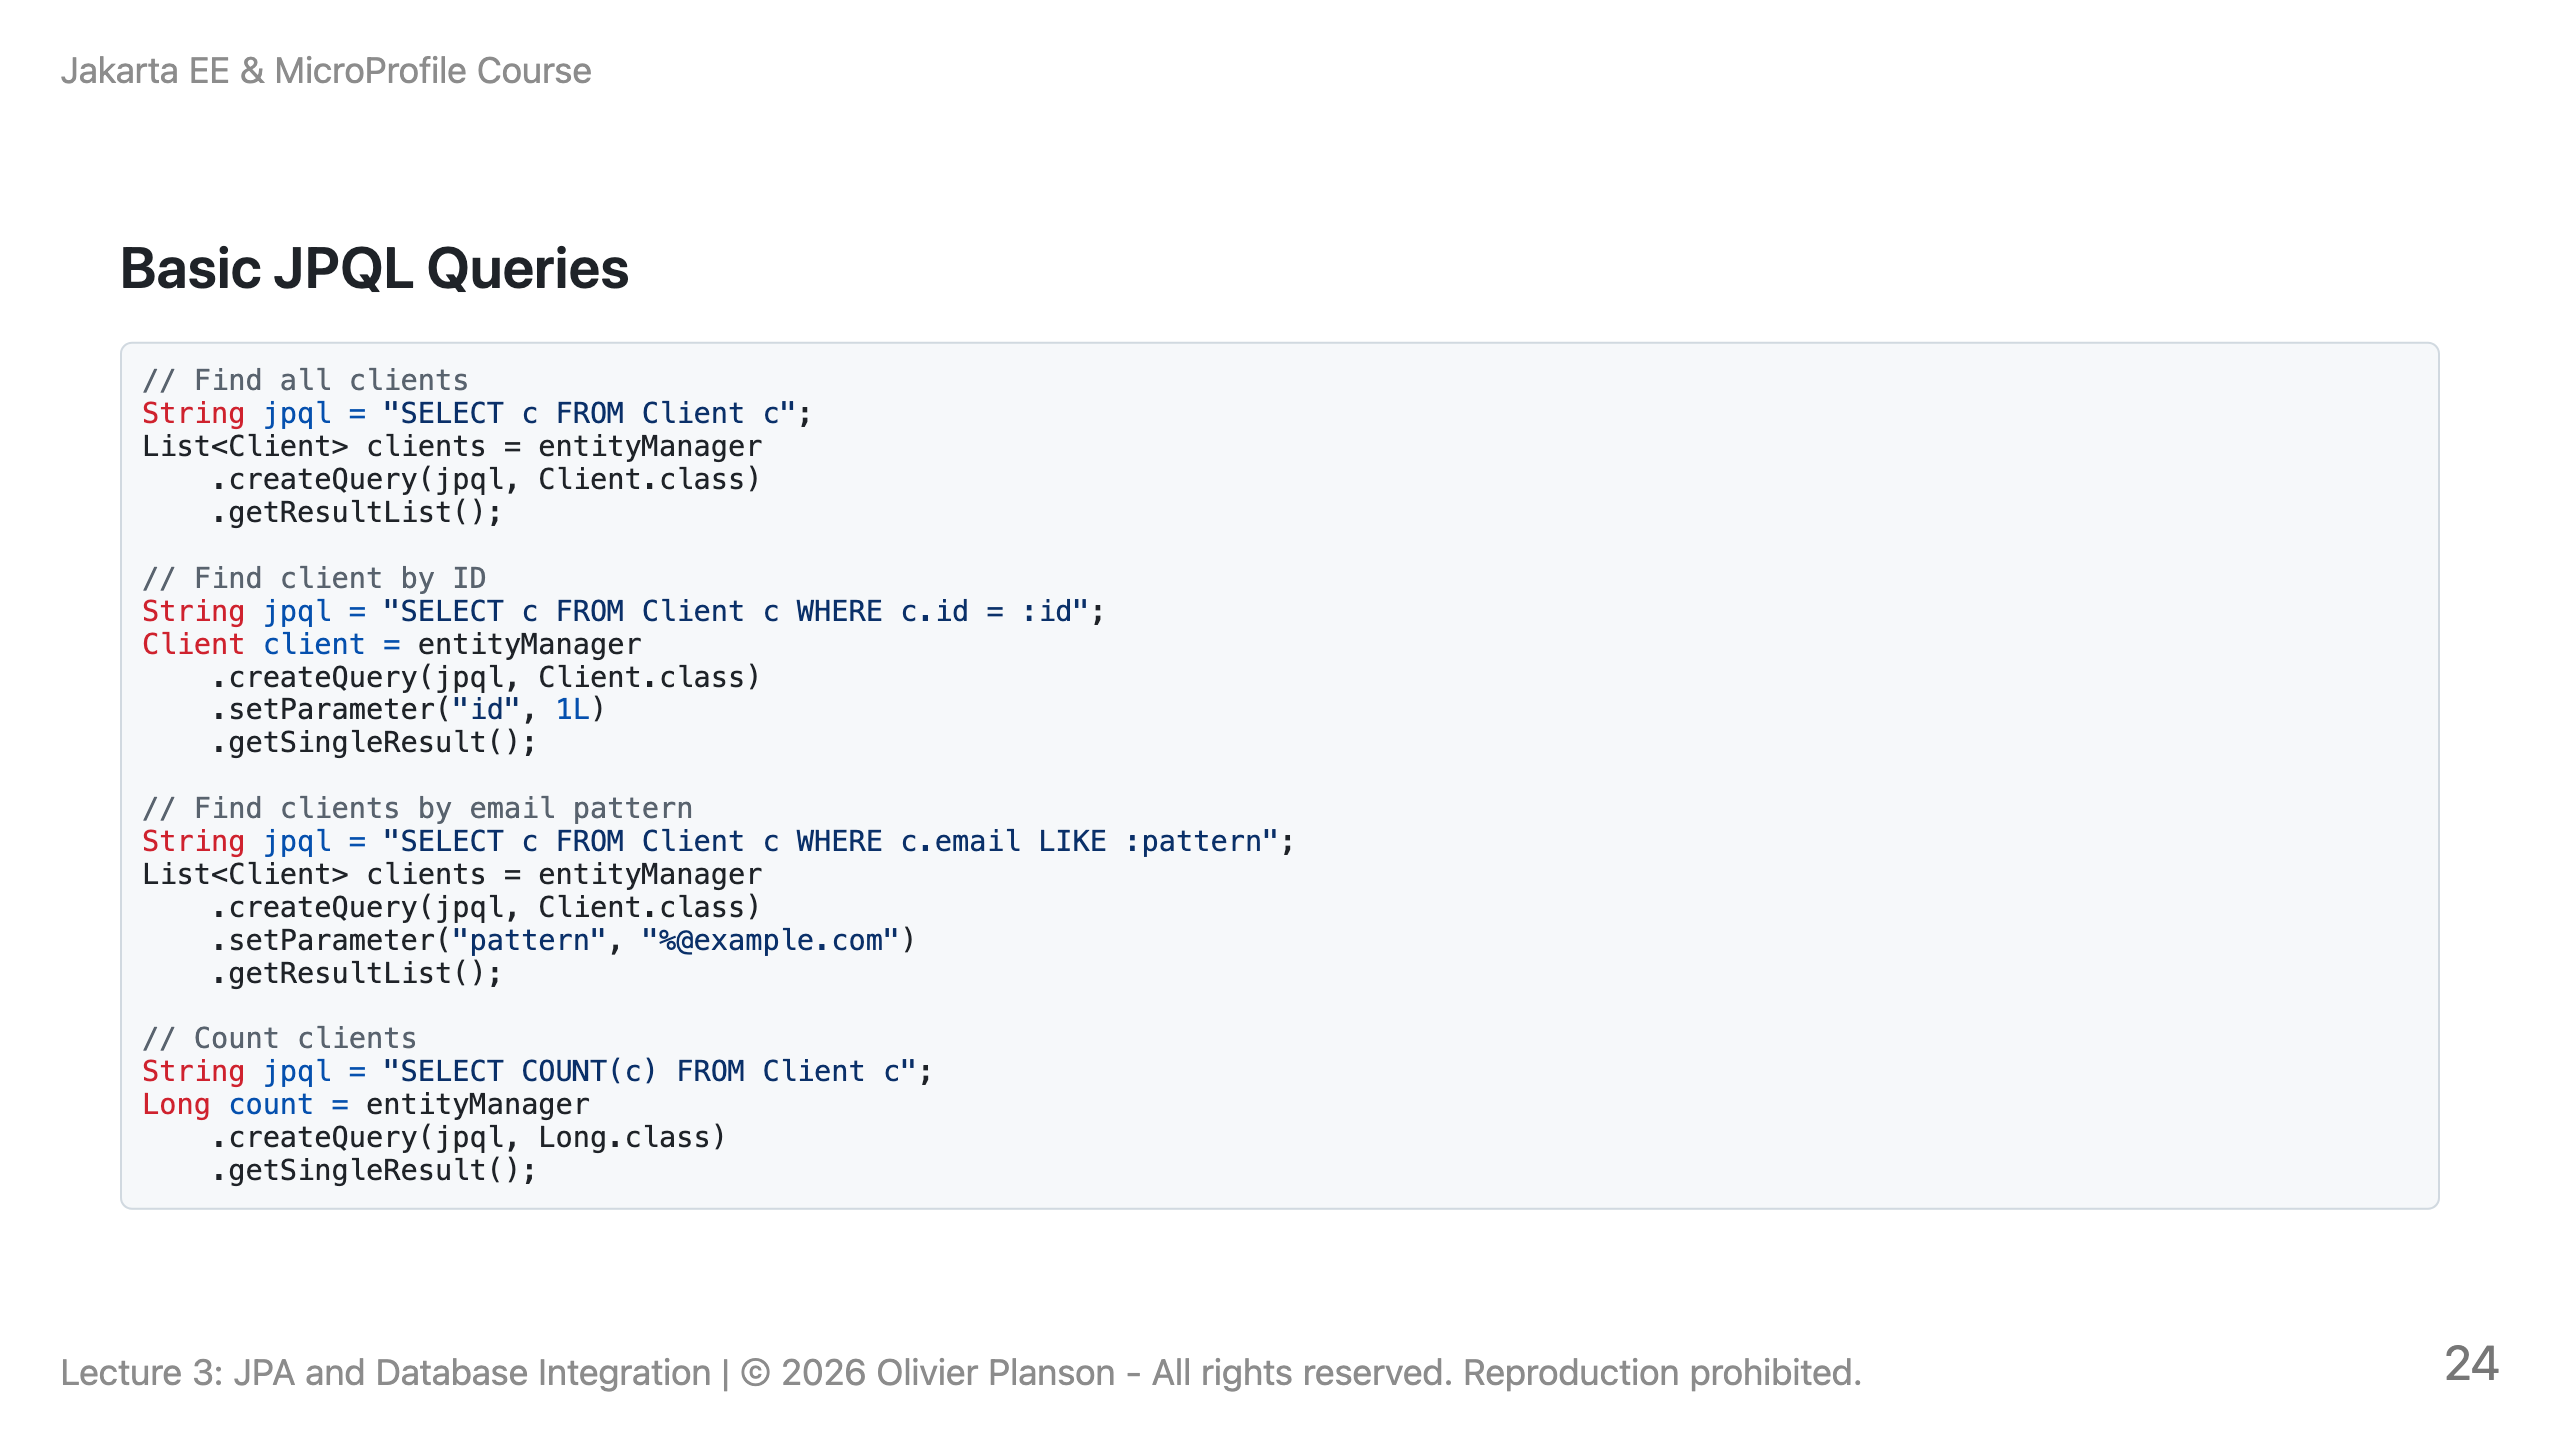 Jakarta EE & MicroProfile Course
Basic JPQL Queries
// Find all clients
String jpql = "SELECT c FROM Client c";
List<Client> clients = entityManager
    .createQuery(jpql, Client.class)
    .getResultList();

// Find client by ID
String jpql = "SELECT c FROM Client c WHERE c.id = :id";
Client client = entityManager
    .createQuery(jpql, Client.class)
    .setParameter("id", 1L)
    .getSingleResult();

// Find clients by email pattern
String jpql = "SELECT c FROM Client c WHERE c.email LIKE :pattern";
List<Client> clients = entityManager
    .createQuery(jpql, Client.class)
    .setParameter("pattern", "%@example.com")
    .getResultList();

// Count clients
String jpql = "SELECT COUNT(c) FROM Client c";
Long count = entityManager
    .createQuery(jpql, Long.class)
    .getSingleResult();
Lecture 3: JPA and Database Integration | © 2026 Olivier Planson - All rights reserved. Reproduction prohibited.
24